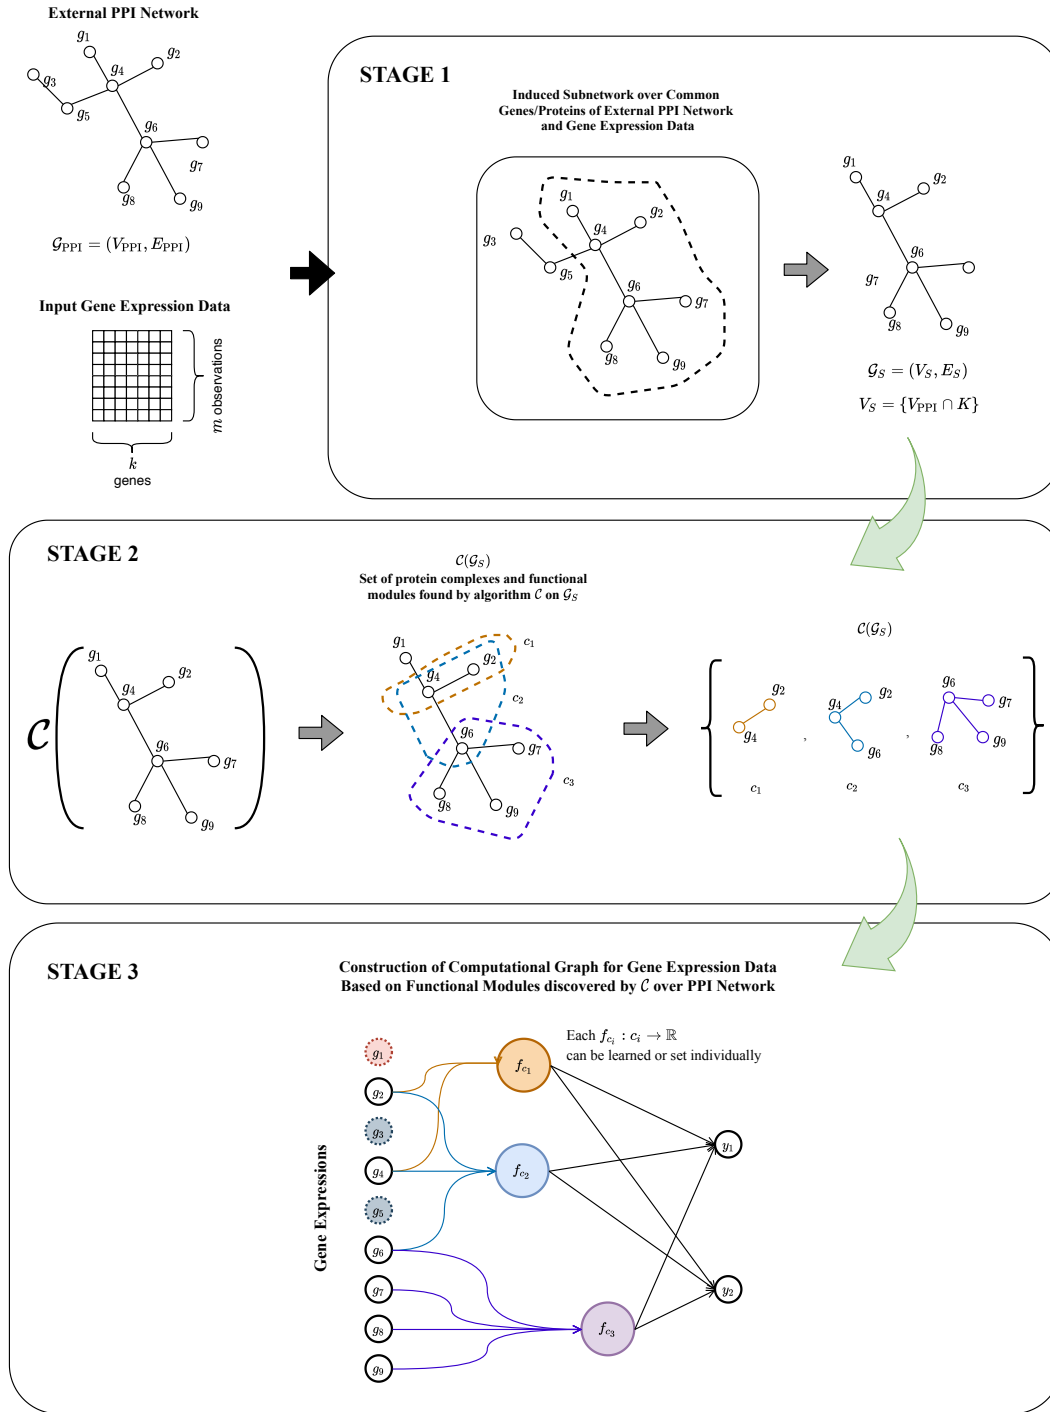 External PPI Network
g1
g2
g4
g3
g5
g6
g7
g8
g9
𝒢PPI = (VPPI, EPPI)
Input Gene Expression Data
m observations
k
genes
STAGE 1
Induced Subnetwork over Common
Genes/Proteins of External PPI Network
and Gene Expression Data
g1
g2
g3
g4
g5
g6
g7
g8
g9
g1
g2
g4
g6
g7
g8
g9
𝒢S = (VS, ES)
VS = {VPPI ∩ K}
STAGE 2
𝒞
g1
g2
g4
g6
g7
g8
g9
𝒞(𝒢S)
Set of protein complexes and functional
modules found by algorithm 𝒞 on 𝒢S
g1
c1
g2
g4
c2
g6
g7
c3
g8
g9
𝒞(𝒢S)
g2
g4
,
c1
g4
g2
g6
,
c2
g6
g7
g8
g9
c3
STAGE 3
Construction of Computational Graph for Gene Expression Data
Based on Functional Modules discovered by 𝒞 over PPI Network
Each fci : ci → ℝ
can be learned or set individually
Gene Expressions
g1
g2
g3
g4
g5
g6
g7
g8
g9
fc1
fc2
fc3
y1
y2